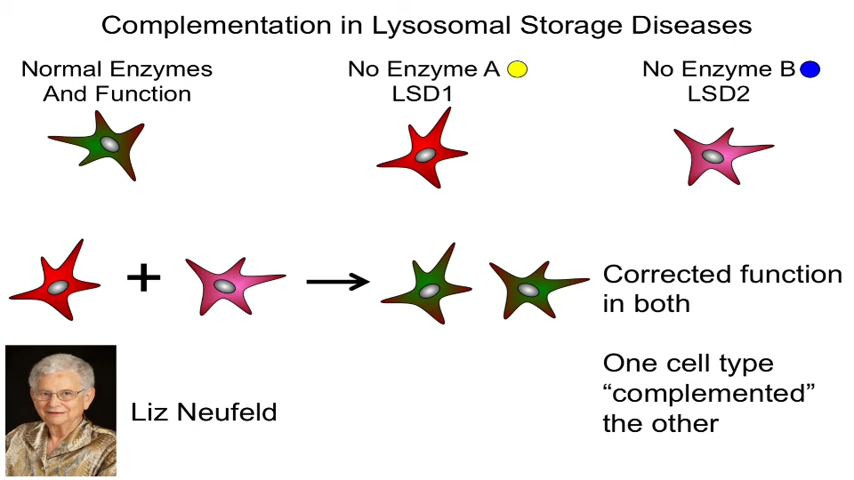 Complementation in Lysosomal Storage Diseases
Normal Enzymes
And Function
No Enzyme A
LSD1
No Enzyme B
LSD2
+
Corrected function
in both
One cell type
“complemented”
the other
Liz Neufeld